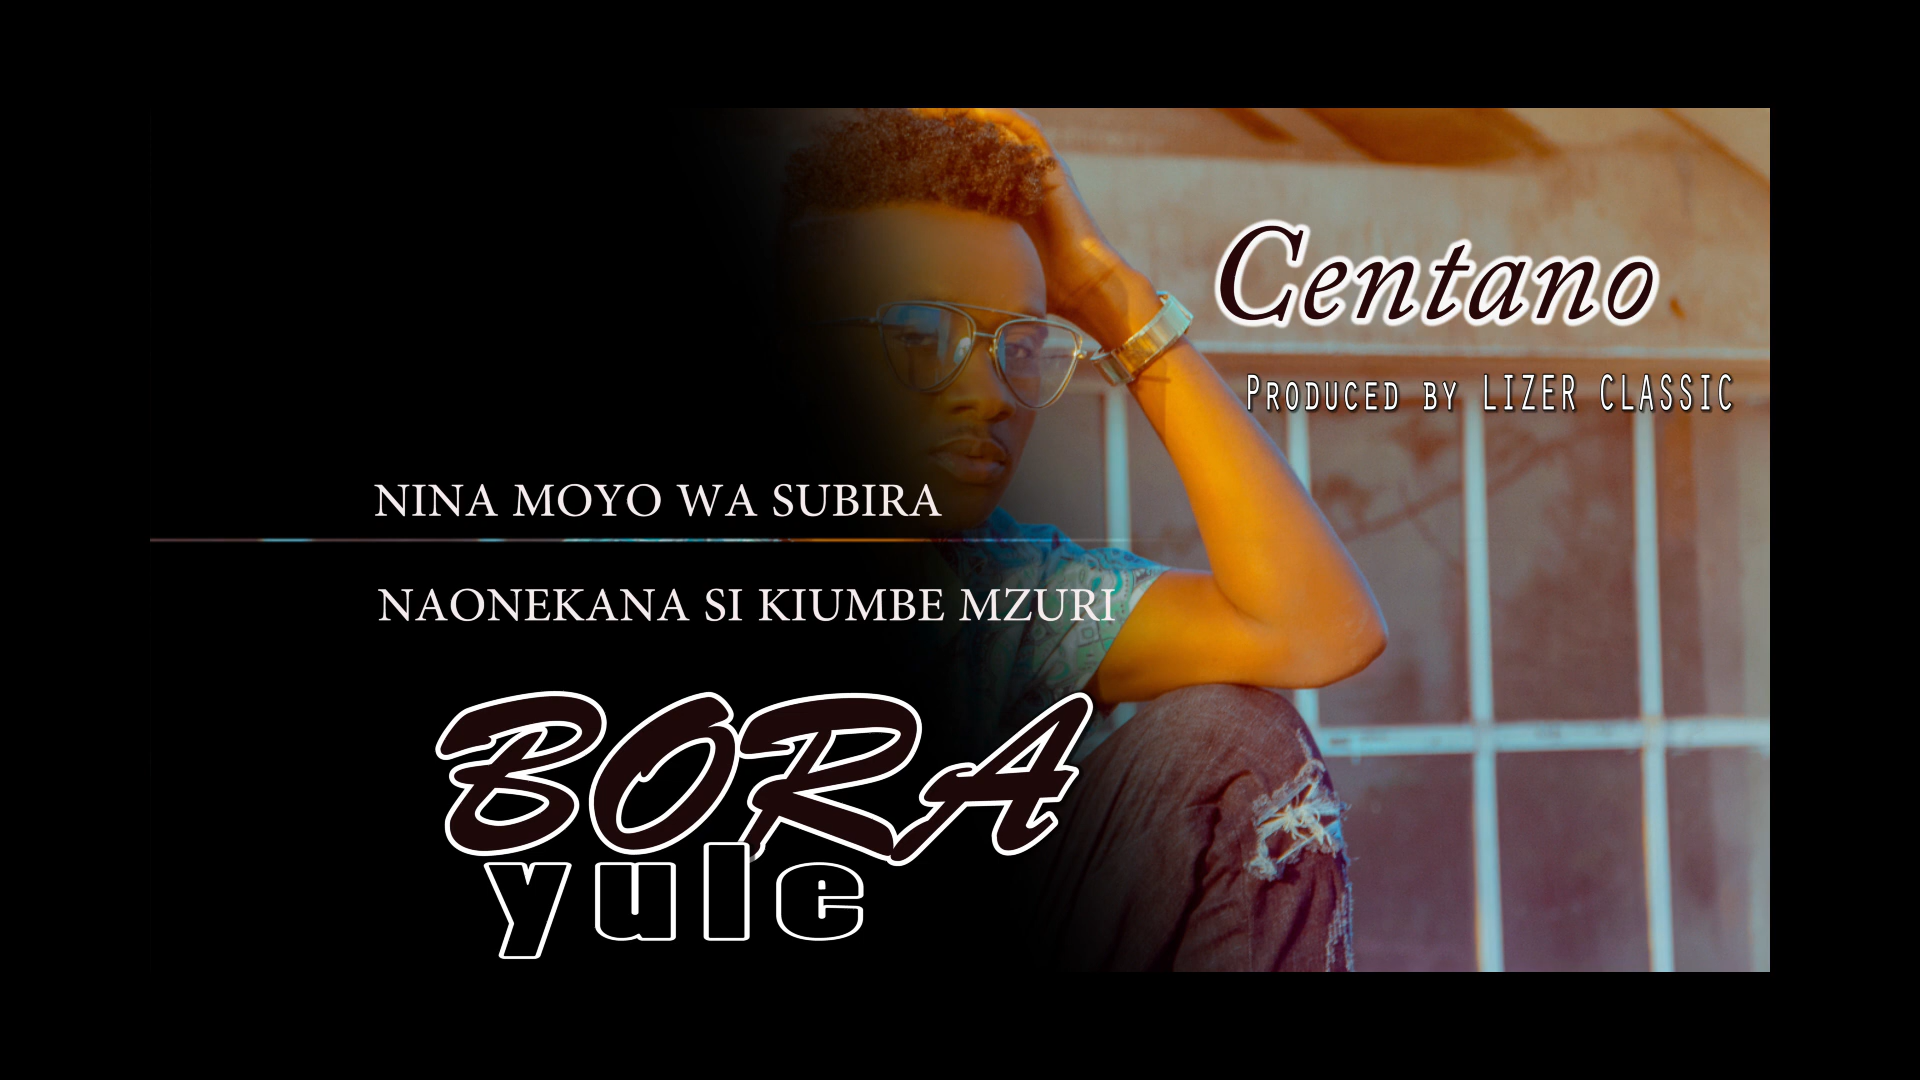 Centano
PRODUCED BY LIZER CLASSIC
NINA MOYO WA SUBIRA
NAONEKANA SI KIUMBE MZURI
BORA
yule